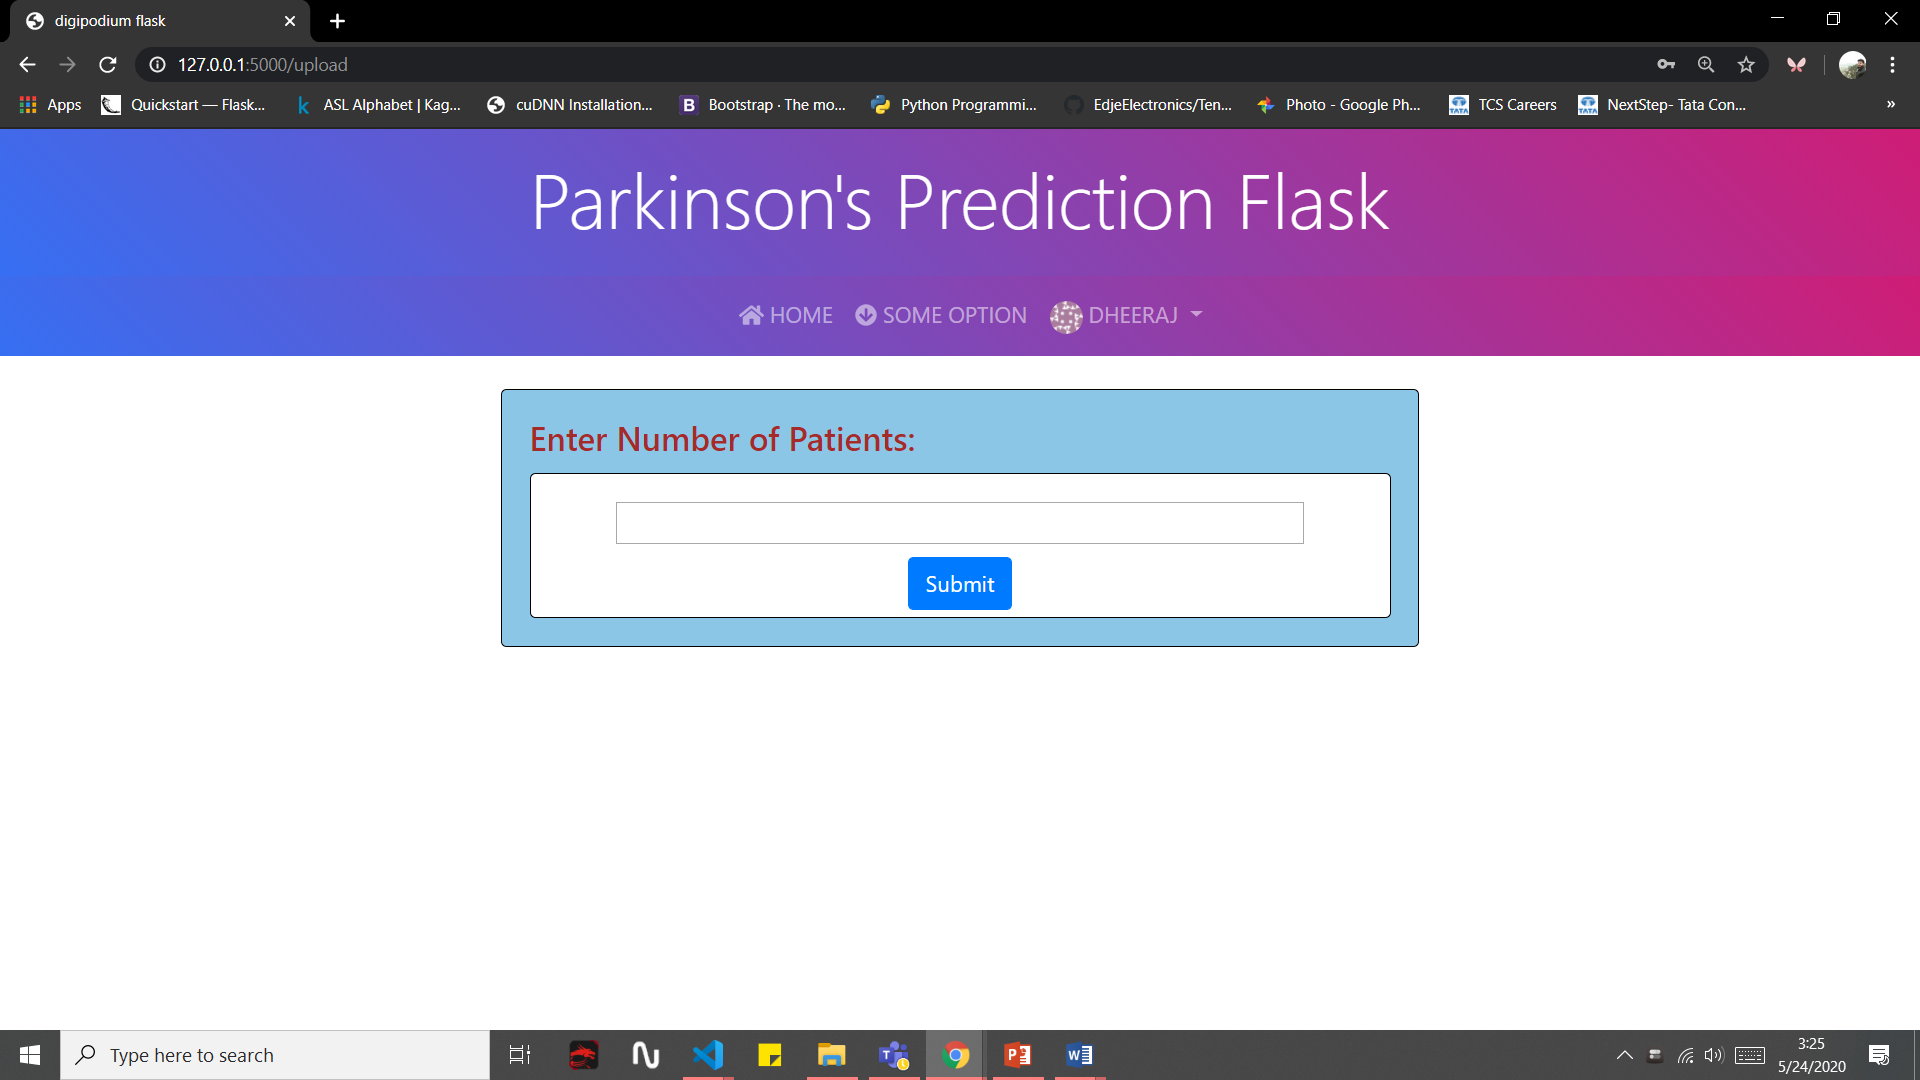 digipodium flask
127.0.0.1:5000/upload
Apps Quickstart — Flask... ASL Alphabet | Kag... cuDNN Installation... Bootstrap · The mo... Python Programmi... EdjeElectronics/Ten... Photo - Google Ph... TCS Careers NextStep- Tata Con... »
Parkinson's Prediction Flask
HOME SOME OPTION DHEERAJ
Enter Number of Patients:
Submit
Type here to search
3:25
5/24/2020